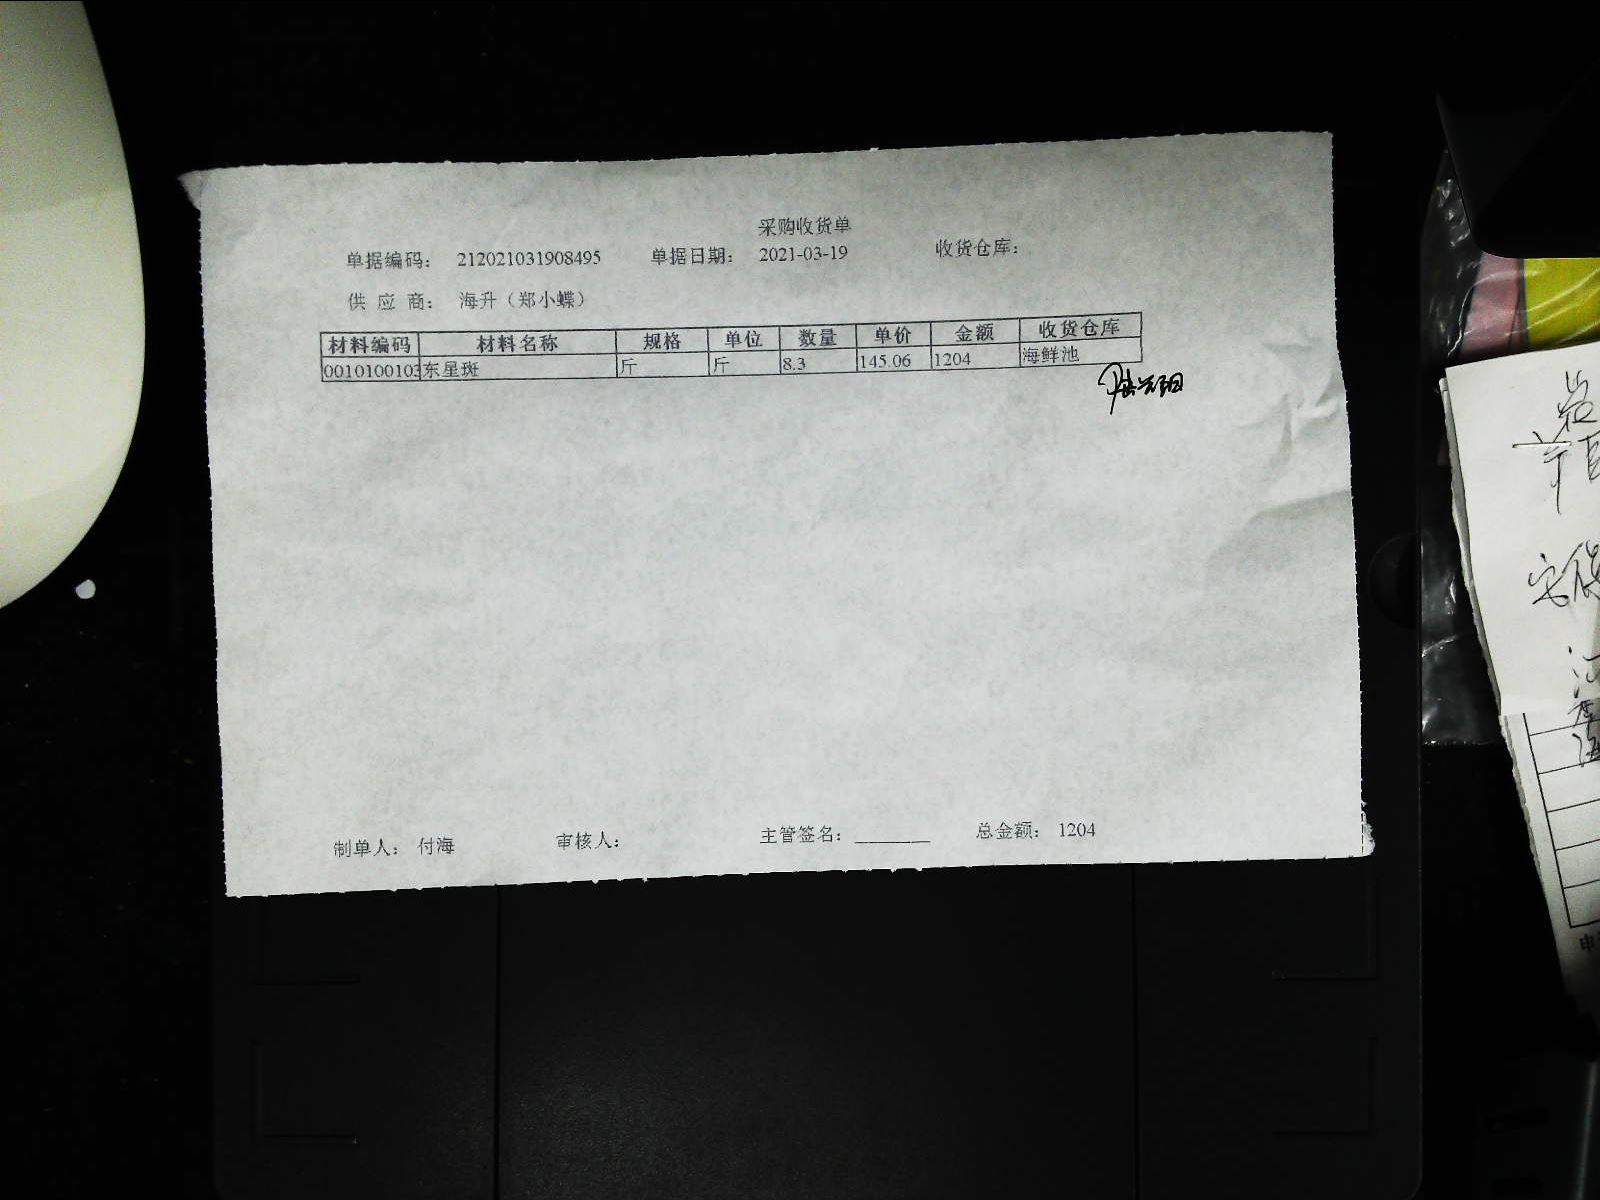 采购收货单
单据编码： 212021031908495 单据日期： 2021-03-19 收货仓库：
供 应 商： 海升（郑小蝶）
材料编码 材料名称 规格 单位 数量 单价 金额 收货仓库
0010100103 东星斑 斤 斤 8.3 145.06 1204 海鲜池
制单人： 付海 审核人： 主管签名： ________ 总金额： 1204